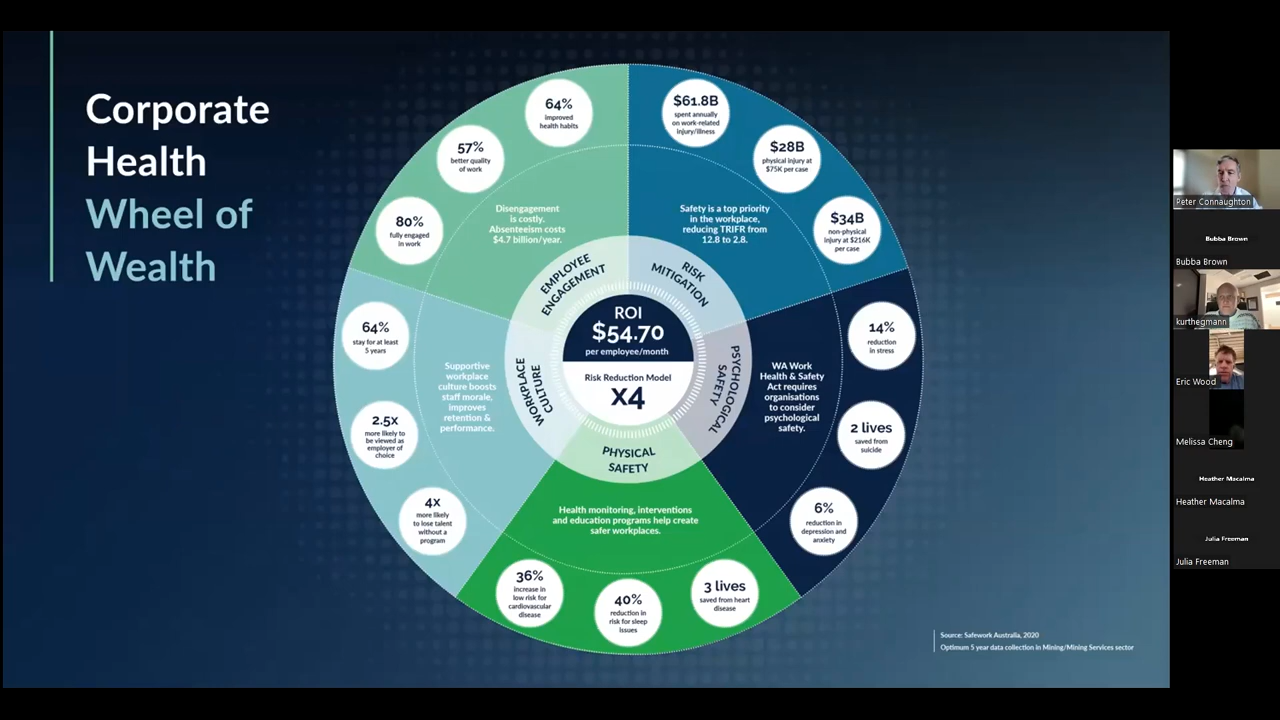 Corporate
Health
Wheel of
Wealth
64%
improved
health habits
57%
better quality
of work
80%
fully engaged
in work
Disengagement
is costly.
Absenteeism costs
$4.7 billion/year.
EMPLOYEE
ENGAGEMENT
$61.8B
spent annually
on work-related
injury/illness
$28B
physical injury at
$75K per case
$34B
non-physical
injury at $216K
per case
Safety is a top priority
in the workplace,
reducing TRIFR from
12.8 to 2.8.
RISK
MITIGATION
14%
reduction
in stress
2 lives
saved from
suicide
6%
reduction in
depression and
anxiety
WA Work
Health & Safety
Act requires
organisations
to consider
psychological
safety.
PSYCHOLOGICAL
SAFETY
PHYSICAL
SAFETY
Health monitoring, interventions
and education programs help create
safer workplaces.
36%
increase in
low risk for
cardiovascular
disease
40%
reduction in
risk for sleep
issues
3 lives
saved from heart
disease
64%
stay for at least
5 years
2.5x
more likely to
be viewed as
employer of
choice
4x
more likely
to lose talent
without a
program
Supportive
workplace
culture boosts
staff morale,
improves
retention &
performance.
WORKPLACE
CULTURE
ROI
$54.70
per employee/month
Risk Reduction Model
x4
Source: Safework Australia, 2020
Optimum 5 year data collection in Mining/Mining Services sector
Peter Connaughton
Bubba Brown
Bubba Brown
kurthegmann
Eric Wood
Melissa Cheng
Heather Macalma
Heather Macalma
Julia Freeman
Julia Freeman